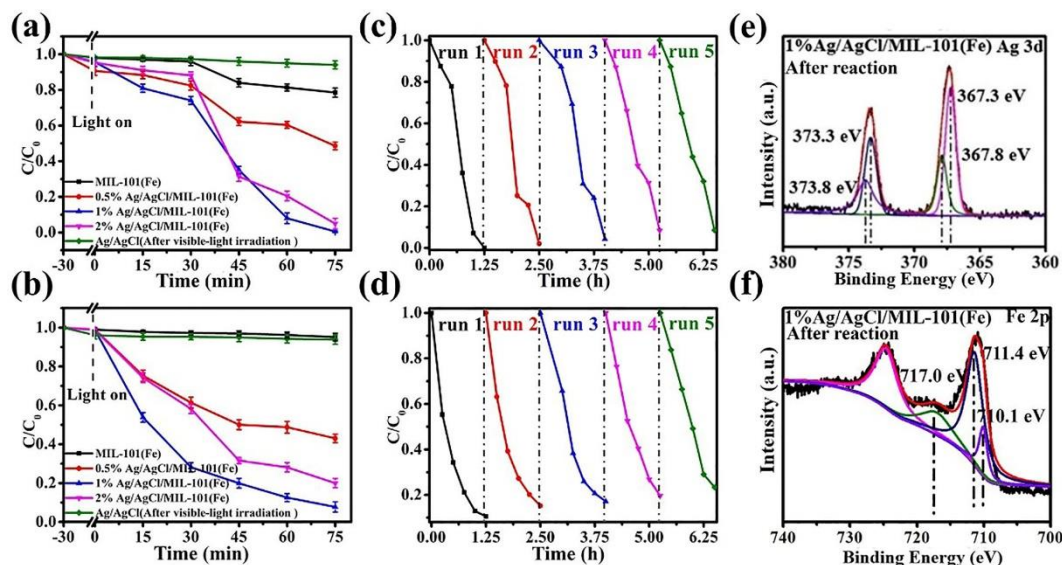 (a)
C/C0
1.0
0.8
0.6
0.4
0.2
0.0
Light on
MIL-101(Fe)
0.5% Ag/AgCl/MIL-101(Fe)
1% Ag/AgCl/MIL-101(Fe)
2% Ag/AgCl/MIL-101(Fe)
Ag/AgCl(After visible-light irradiation )
-30 0 15 30 45 60 75
Time (min)
(c)
C/C0
1.0
0.8
0.6
0.4
0.2
0.0
run 1 run 2 run 3 run 4 run 5
0.00 1.25 2.50 3.75 5.25 6.50
Time (h)
(e)
1%Ag/AgCl/MIL-101(Fe) Ag 3d
After reaction
367.3 eV
373.3 eV
367.8 eV
373.8 eV
Intensity (a.u.)
380 373 367 360
Binding Energy (eV)
(b)
C/C0
1.0
0.8
0.6
0.4
0.2
0.0
Light on
MIL-101(Fe)
0.5% Ag/AgCl/MIL-101(Fe)
1% Ag/AgCl/MIL-101(Fe)
2% Ag/AgCl/MIL-101(Fe)
Ag/AgCl(After visible-light irradiation )
-30 0 15 30 45 60 75
Time (min)
(d)
C/C0
1.0
0.8
0.6
0.4
0.2
run 1 run 2 run 3 run 4 run 5
0.00 1.25 2.50 4.00 5.25 6.50
Time (h)
(f)
1%Ag/AgCl/MIL-101(Fe) Fe 2p
After reaction
711.4 eV
717.0 eV
710.1 eV
Intensity (a.u.)
740 730 720 710 700
Binding Energy (eV)